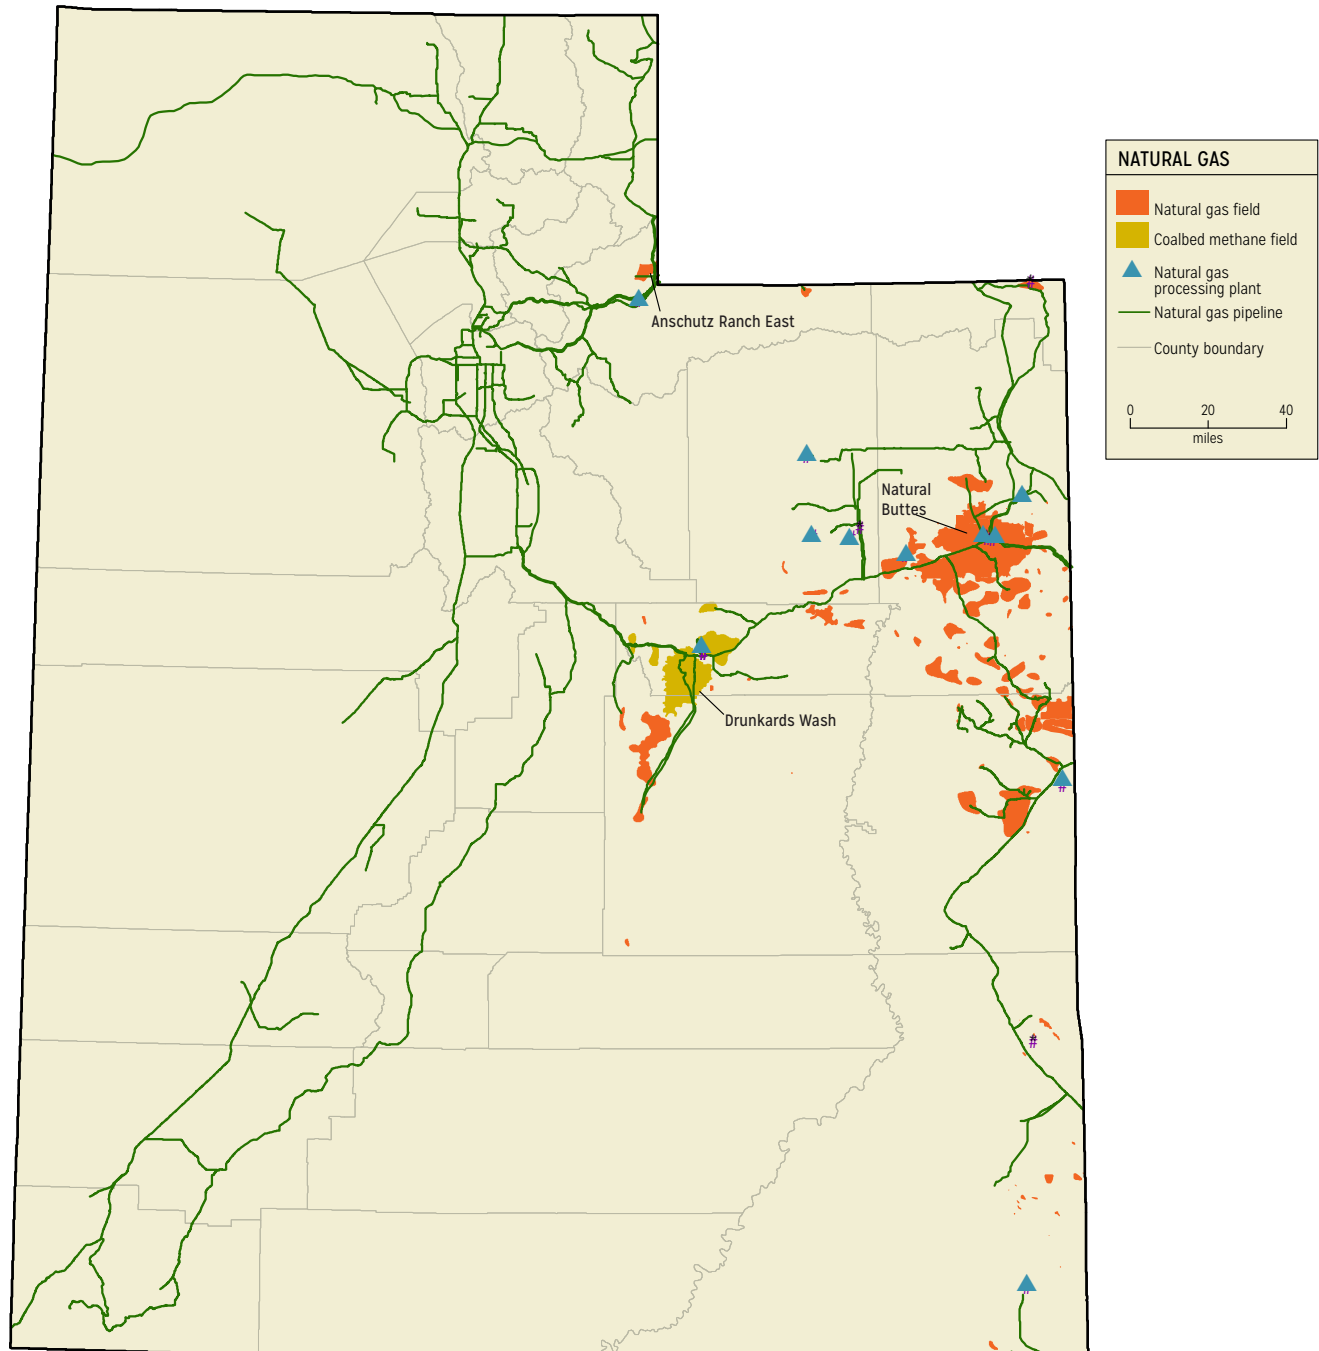 NATURAL GAS
Natural gas field
Coalbed methane field
Natural gas
processing plant
Natural gas pipeline
County boundary
0 20 40
miles
#
Anschutz Ranch East
Natural
Buttes
#
#
Drunkards Wash
#
#